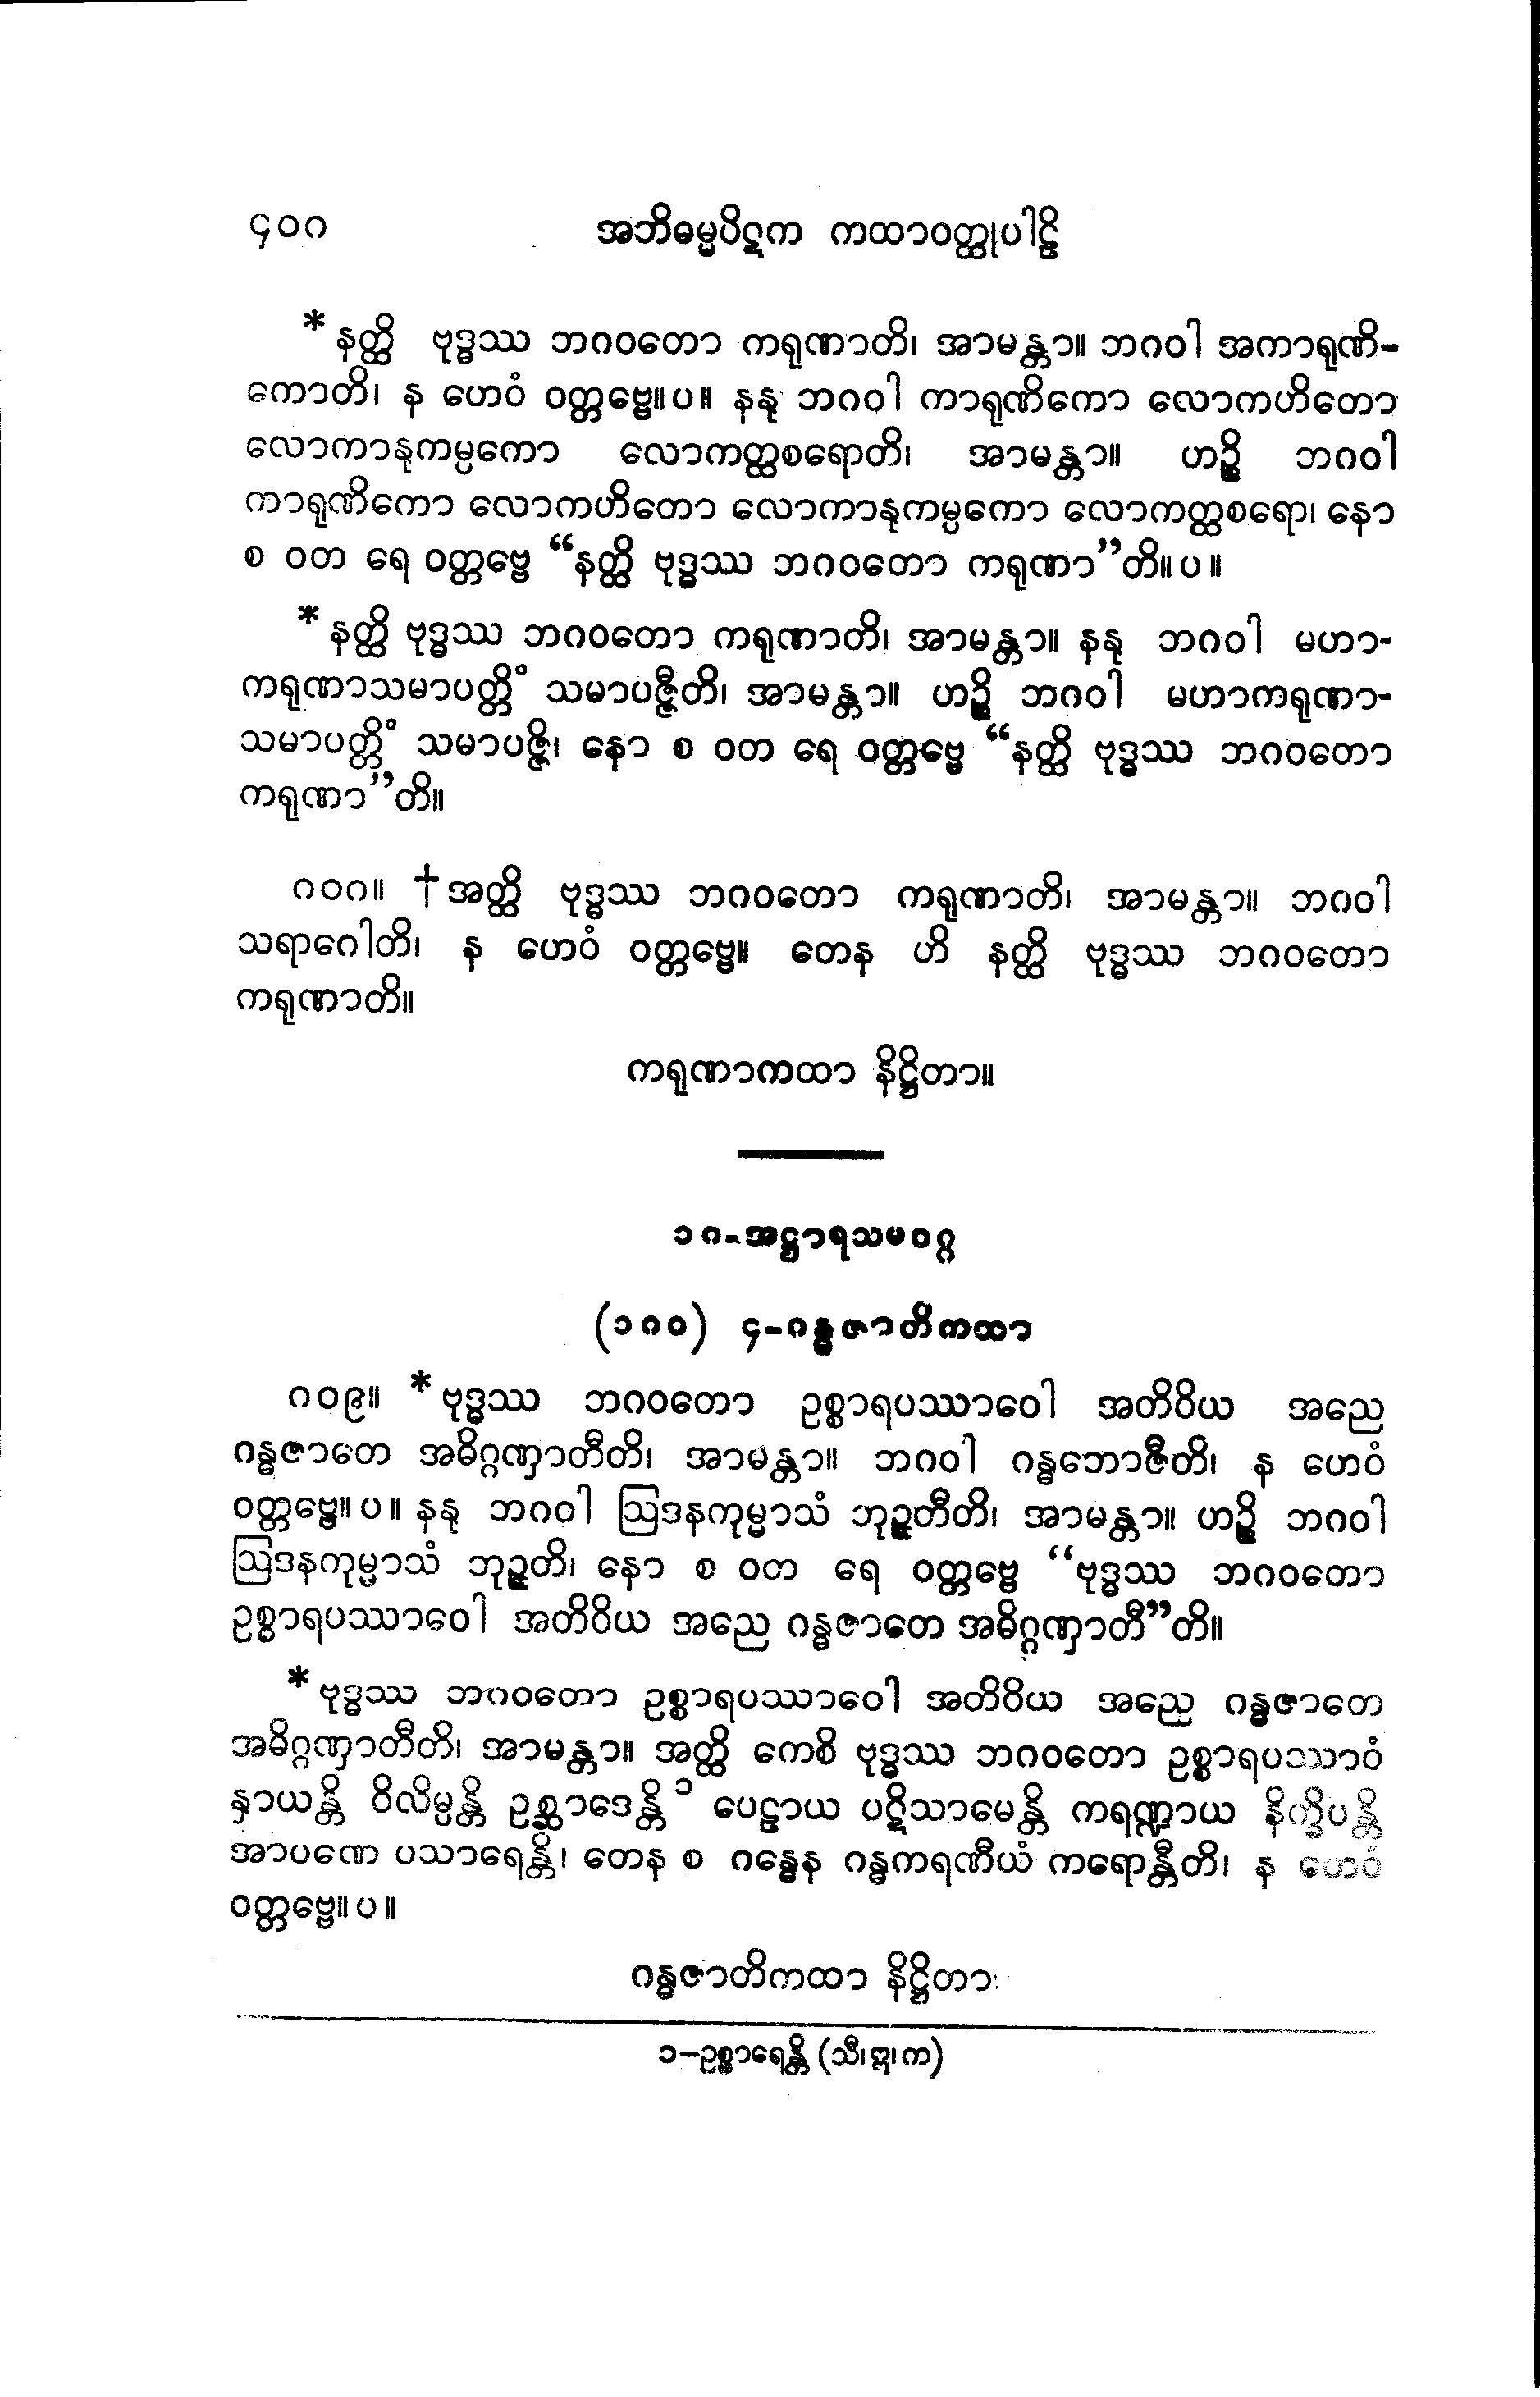 ၄၀၈ အဘိဓမ္မပိဋက ကထာဝတ္ထုပါဠိ
*နတ္ထိ ဗုဒ္ဓဿ ဘဂဝတော ကရုဏာတိ၊ အာမန္တာ။ ဘဂဝါ အကာရုဏိ-
ကောတိ၊ န ဟေဝံ ဝတ္တဗ္ဗေ။ပ။ နနု ဘဂဝါ ကာရုဏိကော လောကဟိတော
လောကာနုကမ္ပကော လောကတ္ထစရောတိ၊ အာမန္တာ။ ဟဉ္စိ ဘဂဝါ
ကာရုဏိကော လောကဟိတော လောကာနုကမ္ပကော လောကတ္ထစရော၊ နော
စ ဝတ ရေ ဝတ္တဗ္ဗေ “နတ္ထိ ဗုဒ္ဓဿ ဘဂဝတော ကရုဏာ”တိ။ပ။
*နတ္ထိ ဗုဒ္ဓဿ ဘဂဝတော ကရုဏာတိ၊ အာမန္တာ။ နနု ဘဂဝါ မဟာ-
ကရုဏာသမာပတ္တိံ သမာပဇ္ဇီတိ၊ အာမန္တာ။ ဟဉ္စိ ဘဂဝါ မဟာကရုဏာ-
သမာပတ္တိံ သမာပဇ္ဇိ၊ နော စ ဝတ ရေ ဝတ္တဗ္ဗေ “နတ္ထိ ဗုဒ္ဓဿ ဘဂဝတော
ကရုဏာ”တိ။
၈၀၈။ †အတ္ထိ ဗုဒ္ဓဿ ဘဂဝတော ကရုဏာတိ၊ အာမန္တာ။ ဘဂဝါ
သရာဂေါတိ၊ န ဟေဝံ ဝတ္တဗ္ဗေ။ တေန ဟိ နတ္ထိ ဗုဒ္ဓဿ ဘဂဝတော
ကရုဏာတိ။
ကရုဏာကထာ နိဋ္ဌိတာ။
၁၈-အဋ္ဌာရသမဝဂ္ဂ
(၁၈၀) ၄-ဂန္ဓဇာတိကထာ
၈၀၉။ *ဗုဒ္ဓဿ ဘဂဝတော ဥစ္စာရပဿာဝေါ အတိဝိယ အညေ
ဂန္ဓဇာတေ အဓိဂ္ဂဏှာတီတိ၊ အာမန္တာ။ ဘဂဝါ ဂန္ဓဘောဇီတိ၊ န ဟေဝံ
ဝတ္တဗ္ဗေ။ပ။ နနု ဘဂဝါ ဩဒနကုမ္မာသံ ဘုဉ္ဇတီတိ၊ အာမန္တာ။ ဟဉ္စိ ဘဂဝါ
ဩဒနကုမ္မာသံ ဘုဉ္ဇတိ၊ နော စ ဝတ ရေ ဝတ္တဗ္ဗေ “ဗုဒ္ဓဿ ဘဂဝတော
ဥစ္စာရပဿာဝေါ အတိဝိယ အညေ ဂန္ဓဇာတေ အဓိဂ္ဂဏှာတီ”တိ။
*ဗုဒ္ဓဿ ဘဂဝတော ဥစ္စာရပဿာဝေါ အတိဝိယ အညေ ဂန္ဓဇာတေ
အဓိဂ္ဂဏှာတီတိ၊ အာမန္တာ။ အတ္ထိ ကေစိ ဗုဒ္ဓဿ ဘဂဝတော ဥစ္စာရပဿာဝံ
နှာယန္တိ ဝိလိမ္ပန္တိ ဥစ္ဆာဒေန္တိ၁ ပေဠာယ ပဋိသာမေန္တိ ကရဏ္ဍာယ နိက္ခိပန္တိ
အာပဏေ ပသာရေန္တိ၊ တေန စ ဂန္ဓေန ဂန္ဓကရဏီယံ ကရောန္တီတိ၊ န ဟေဝံ
ဝတ္တဗ္ဗေ။ပ။
ဂန္ဓဇာတိကထာ နိဋ္ဌိတာ
၁-ဥစ္စာရေန္တိ (သီ၊ဣ၊က)